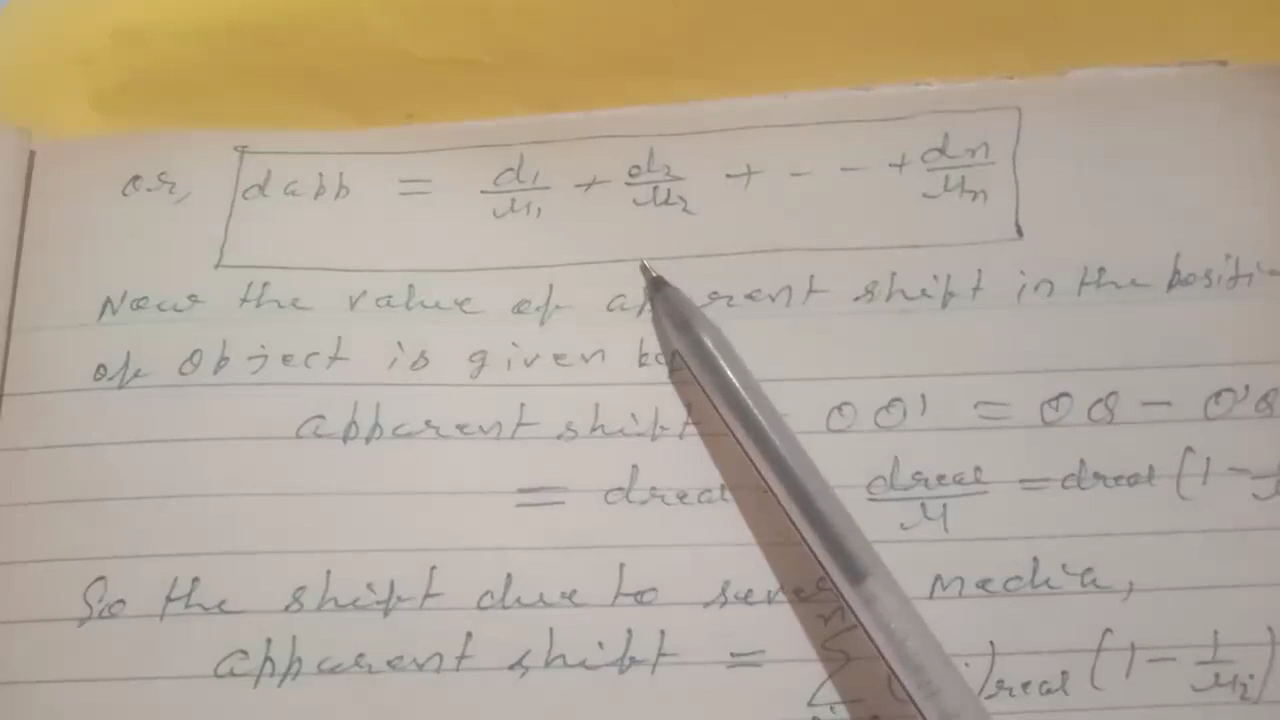 or, dapp = d1/μ1 + d2/μ2 + - - - + dn/μn
Now the value of apparent shift in the positi
of object is given by
apparent shift OO' = OQ - O'Q
= dreal dreal/μ = dreal (1 -
So the shift due to media,
apparent shift = Σ )real (1 - 1/μi)